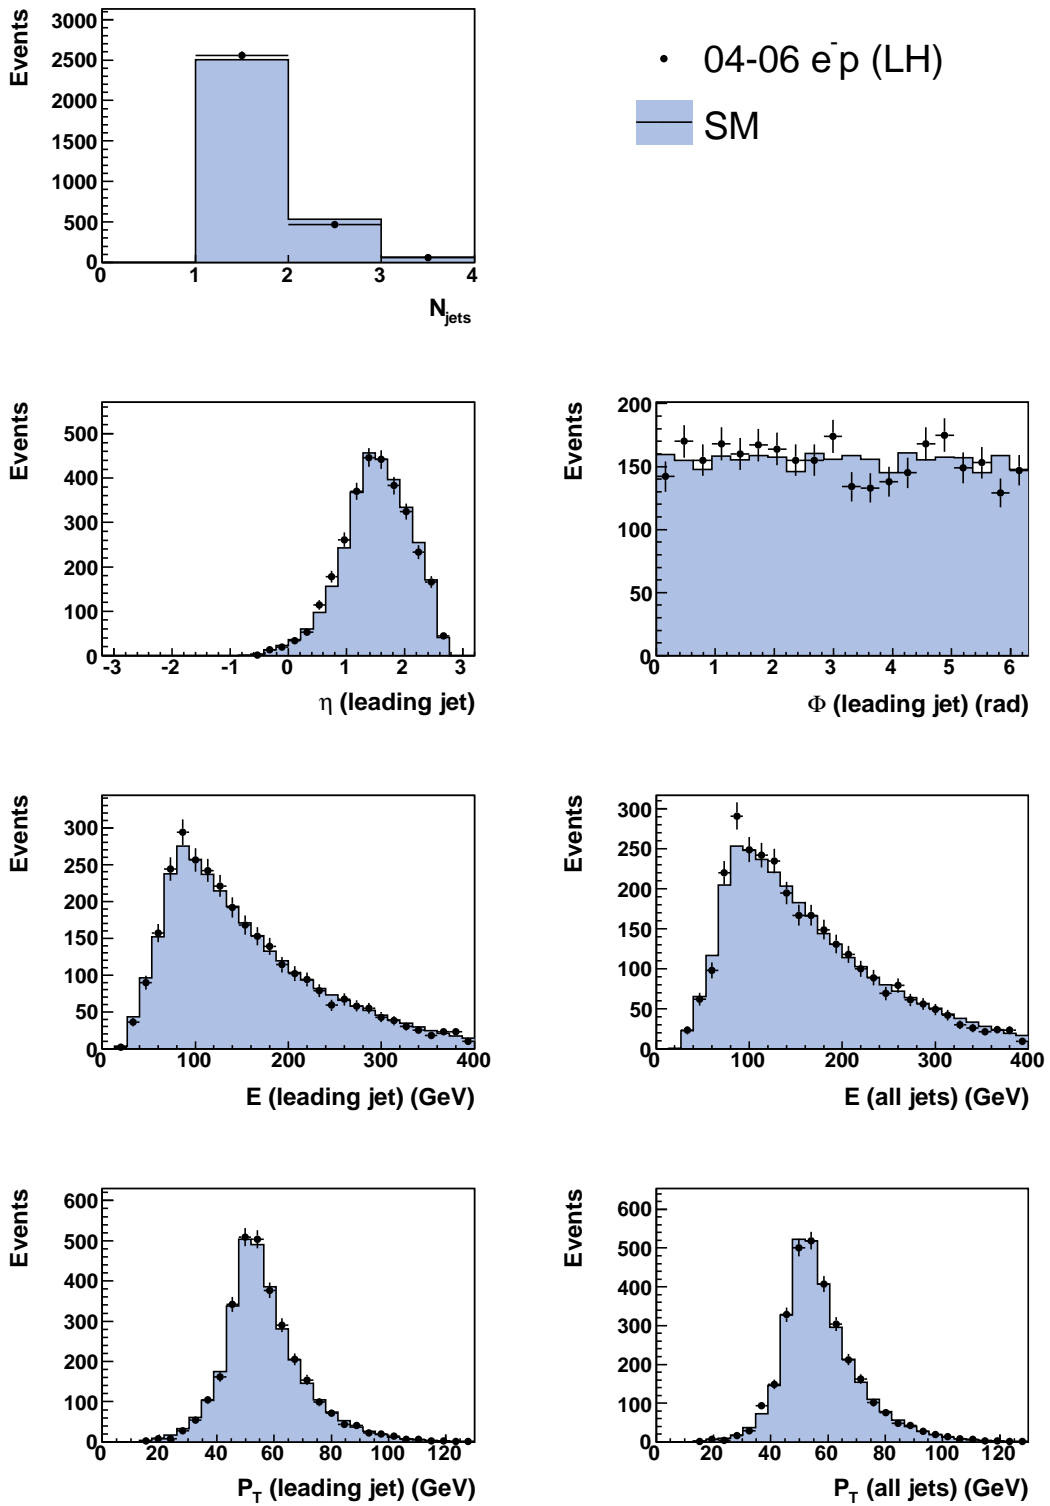 Events
3000
2500
2000
1500
1000
500
0
0 1 2 3 4
N_jets
04-06 e⁻p (LH)
SM
Events
500
400
300
200
100
0
-3 -2 -1 0 1 2 3
η (leading jet)
Events
200
150
100
50
0
0 1 2 3 4 5 6
Φ (leading jet) (rad)
Events
300
250
200
150
100
50
0
0 100 200 300 400
E (leading jet) (GeV)
Events
300
250
200
150
100
50
0
0 100 200 300 400
E (all jets) (GeV)
Events
600
500
400
300
200
100
0
20 40 60 80 100 120
P_T (leading jet) (GeV)
Events
600
500
400
300
200
100
0
20 40 60 80 100 120
P_T (all jets) (GeV)